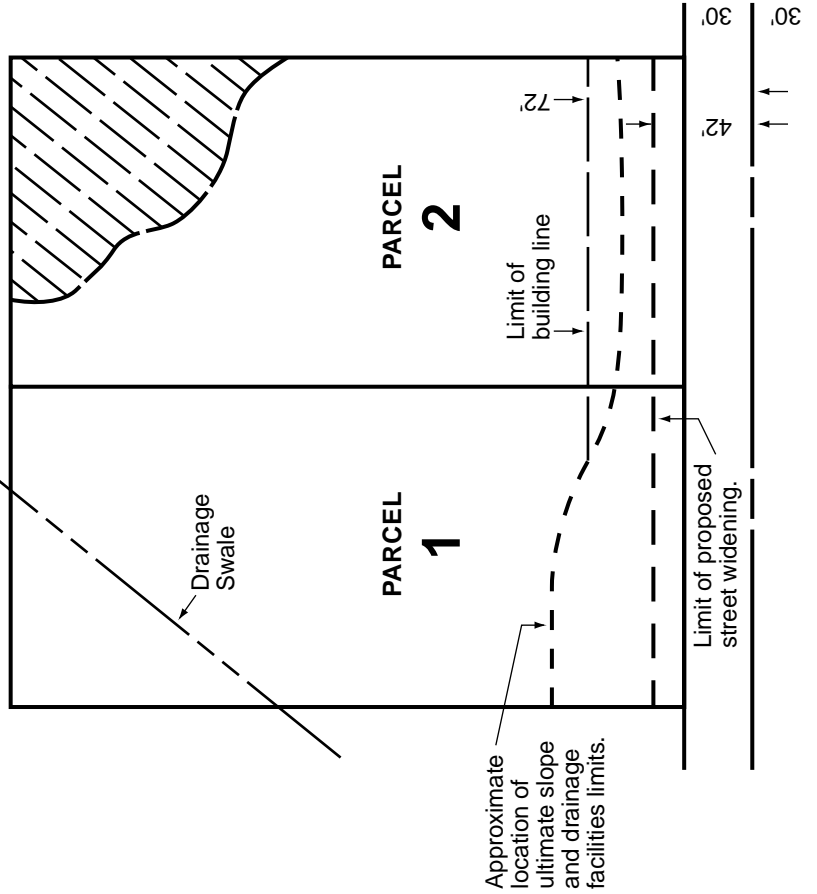 Drainage
Swale
PARCEL
1
PARCEL
2
Limit of
building line
72'
30'
30'
42'
Approximate
location of
ultimate slope
and drainage
facilities limits.
Limit of proposed
street widening.